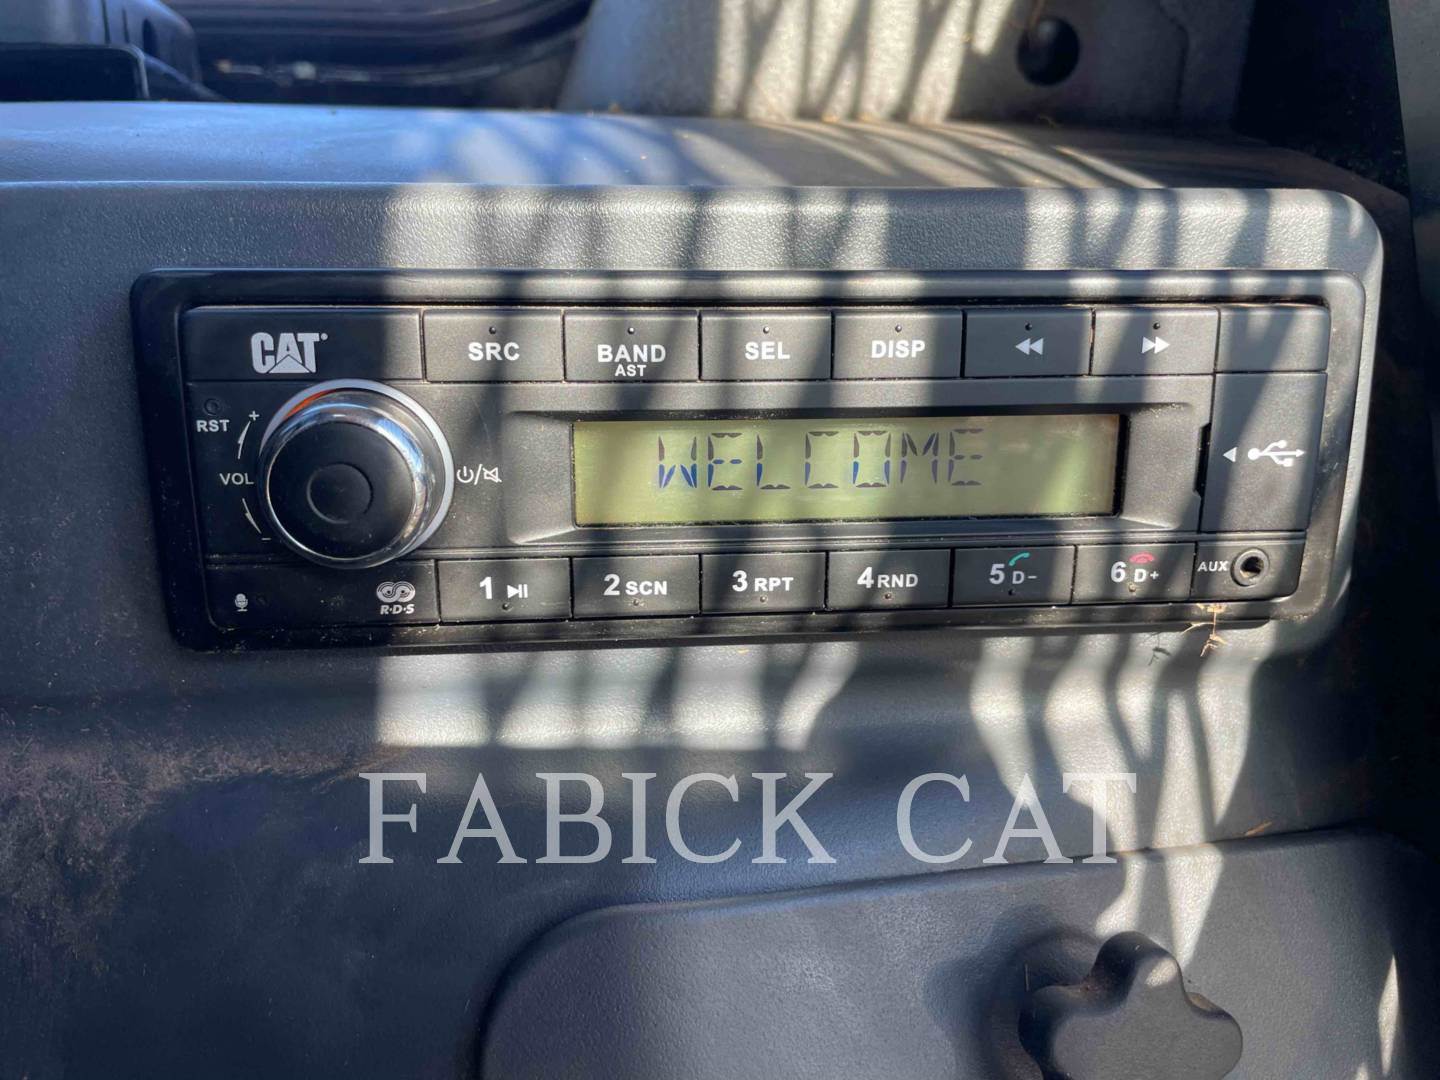 CAT
SRC
BAND
AST
SEL
DISP
RST
+
VOL
-
WELCOME
R·D·S
1
2 SCN
3 RPT
4 RND
5 D-
6 D+
AUX
FABICK CAT